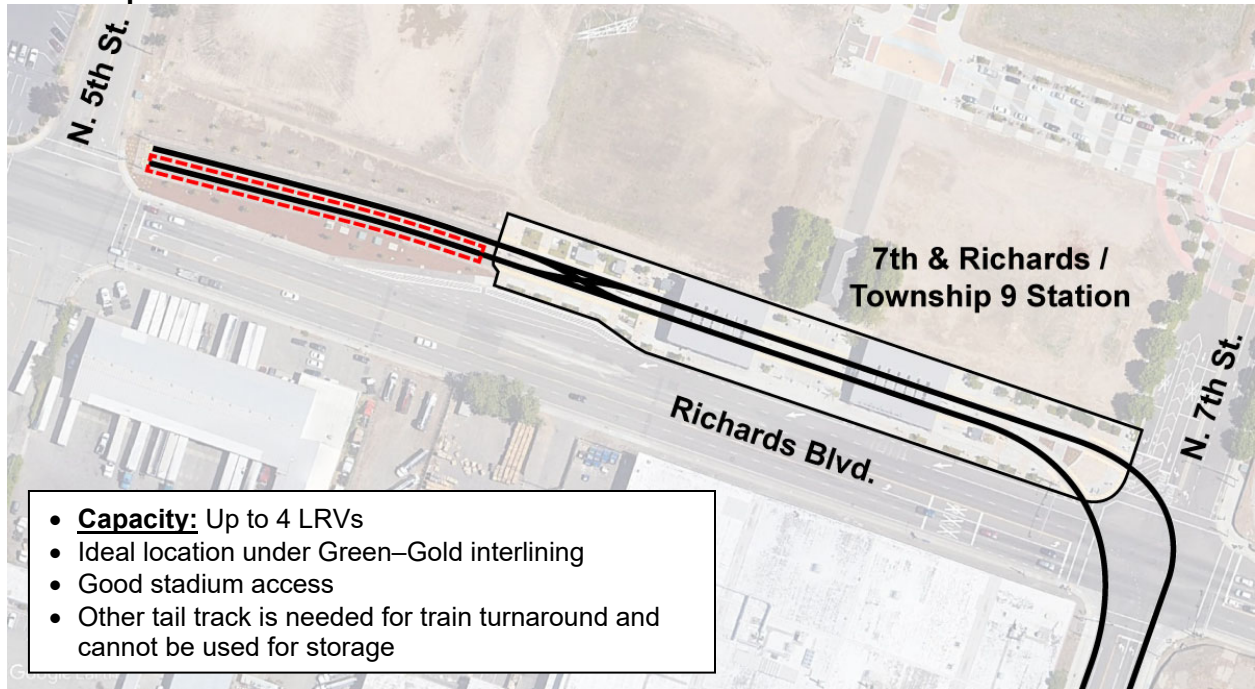 N. 5th St.
7th & Richards /
Township 9 Station
N. 7th St.
Richards Blvd.
• Capacity: Up to 4 LRVs
• Ideal location under Green–Gold interlining
• Good stadium access
• Other tail track is needed for train turnaround and
cannot be used for storage
Google Earth